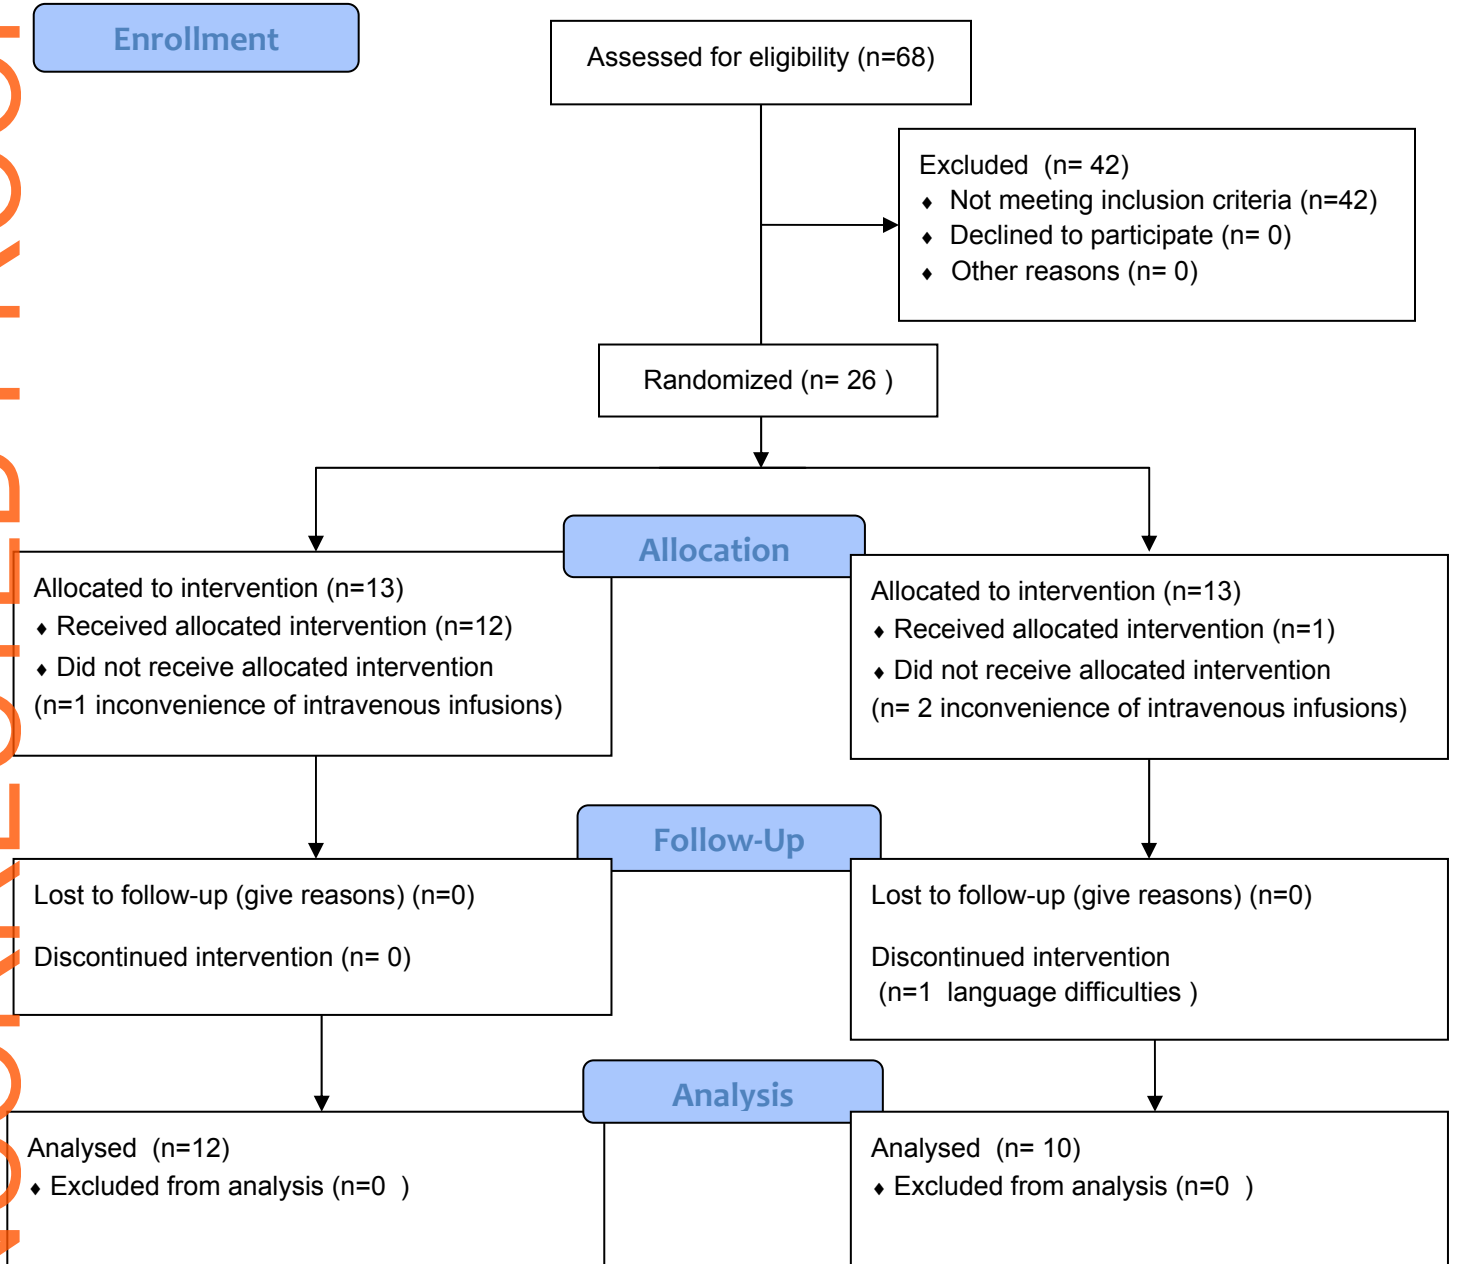 Enrollment
Assessed for eligibility (n=68)
Excluded (n= 42)
♦ Not meeting inclusion criteria (n=42)
♦ Declined to participate (n= 0)
♦ Other reasons (n= 0)
Randomized (n= 26 )
Allocation
Allocated to intervention (n=13)
♦ Received allocated intervention (n=12)
♦ Did not receive allocated intervention
(n=1 inconvenience of intravenous infusions)
Allocated to intervention (n=13)
♦ Received allocated intervention (n=1)
♦ Did not receive allocated intervention
(n= 2 inconvenience of intravenous infusions)
Follow-Up
Lost to follow-up (give reasons) (n=0)
Discontinued intervention (n= 0)
Lost to follow-up (give reasons) (n=0)
Discontinued intervention
(n=1 language difficulties )
Analysis
Analysed (n=12)
♦ Excluded from analysis (n=0 )
Analysed (n= 10)
♦ Excluded from analysis (n=0 )